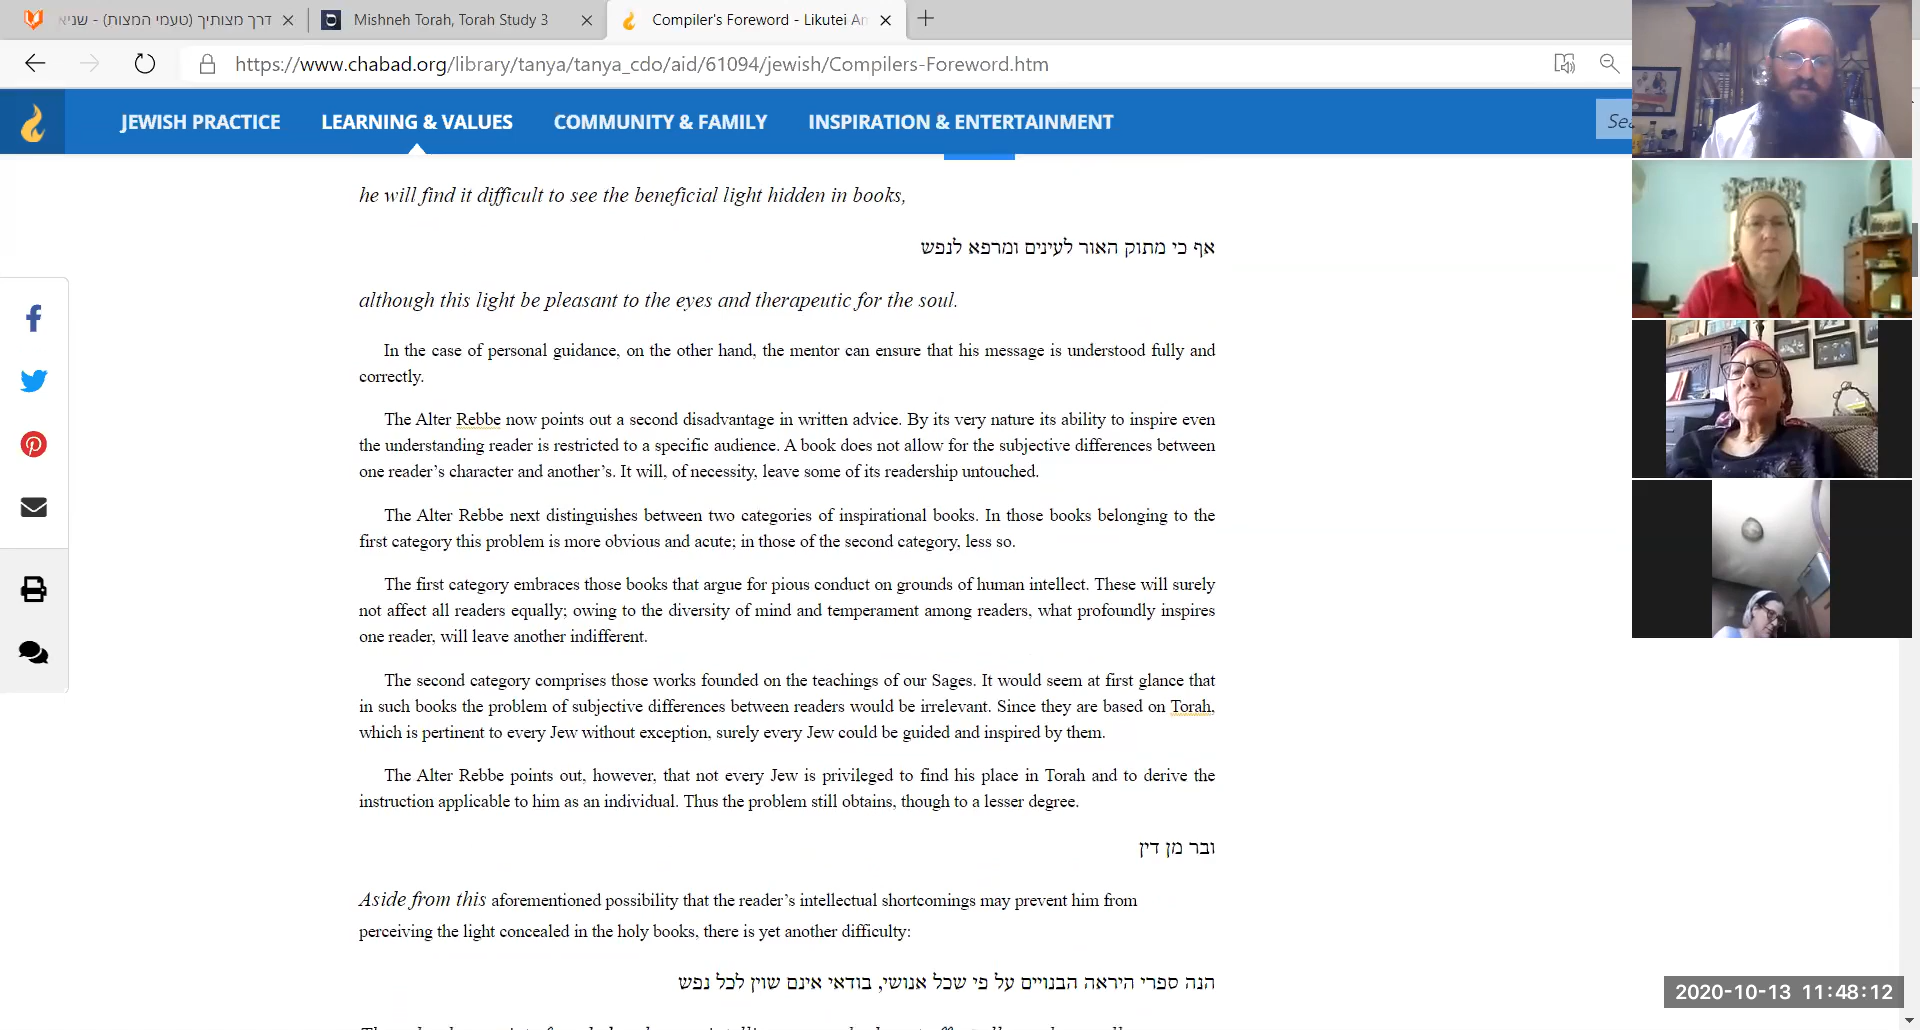 דרך מצותיך (טעמי המצות) - שניא
Mishneh Torah, Torah Study 3
Compiler's Foreword - Likutei Am
https://www.chabad.org/library/tanya/tanya_cdo/aid/61094/jewish/Compilers-Foreword.htm
JEWISH PRACTICE LEARNING & VALUES COMMUNITY & FAMILY INSPIRATION & ENTERTAINMENT
he will find it difficult to see the beneficial light hidden in books,
אף כי מתוק האור לעינים ומרפא לנפש
although this light be pleasant to the eyes and therapeutic for the soul.
In the case of personal guidance, on the other hand, the mentor can ensure that his message is understood fully and
correctly.
The Alter Rebbe now points out a second disadvantage in written advice. By its very nature its ability to inspire even
the understanding reader is restricted to a specific audience. A book does not allow for the subjective differences between
one reader’s character and another’s. It will, of necessity, leave some of its readership untouched.
The Alter Rebbe next distinguishes between two categories of inspirational books. In those books belonging to the
first category this problem is more obvious and acute; in those of the second category, less so.
The first category embraces those books that argue for pious conduct on grounds of human intellect. These will surely
not affect all readers equally; owing to the diversity of mind and temperament among readers, what profoundly inspires
one reader, will leave another indifferent.
The second category comprises those works founded on the teachings of our Sages. It would seem at first glance that
in such books the problem of subjective differences between readers would be irrelevant. Since they are based on Torah,
which is pertinent to every Jew without exception, surely every Jew could be guided and inspired by them.
The Alter Rebbe points out, however, that not every Jew is privileged to find his place in Torah and to derive the
instruction applicable to him as an individual. Thus the problem still obtains, though to a lesser degree.
ובר מן דין
Aside from this aforementioned possibility that the reader’s intellectual shortcomings may prevent him from
perceiving the light concealed in the holy books, there is yet another difficulty:
הנה ספרי היראה הבנויים על פי שכל אנושי, בודאי אינם שוין לכל נפש
2020-10-13 11:48:12